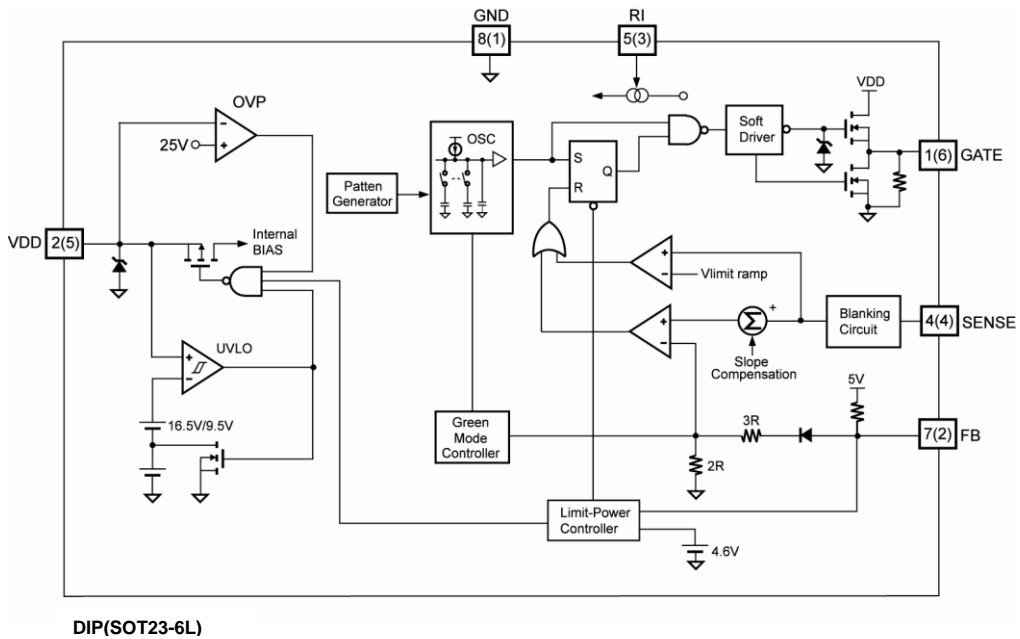 GND
8(1)
RI
5(3)
VDD
OVP
25V
OSC
S
Q
R
Soft
Driver
1(6)
GATE
Patten
Generator
VDD
2(5)
Internal
BIAS
+
−
Vlimit ramp
Blanking
Circuit
4(4)
SENSE
UVLO
+
−
Σ
+
Slope
Compensation
16.5V/9.5V
5V
Green
Mode
Controller
3R
7(2)
FB
2R
Limit-Power
Controller
4.6V
DIP(SOT23-6L)